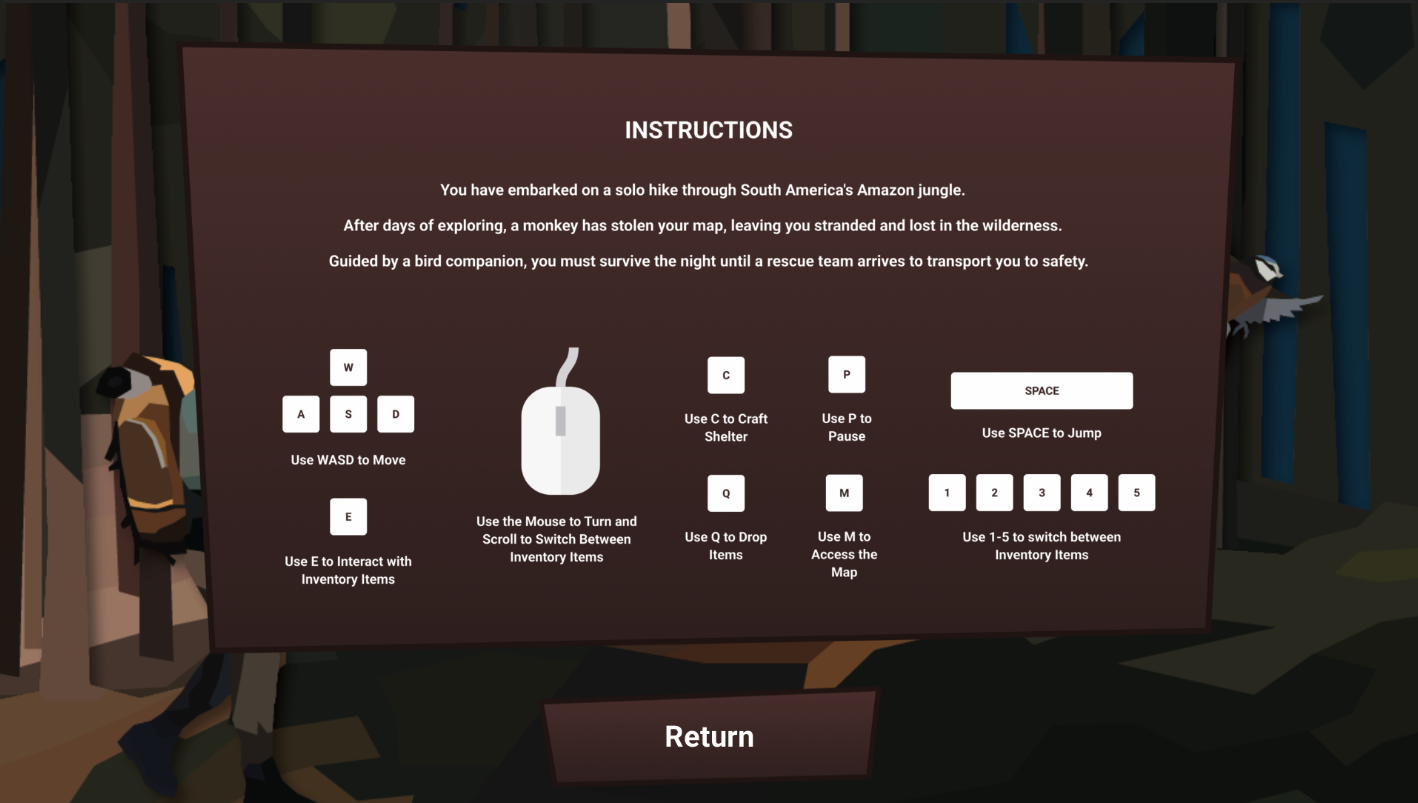 INSTRUCTIONS
You have embarked on a solo hike through South America's Amazon jungle.
After days of exploring, a monkey has stolen your map, leaving you stranded and lost in the wilderness.
Guided by a bird companion, you must survive the night until a rescue team arrives to transport you to safety.
W
A S D
Use WASD to Move
E
Use E to Interact with
Inventory Items
Use the Mouse to Turn and
Scroll to Switch Between
Inventory Items
C
Use C to Craft
Shelter
Q
Use Q to Drop
Items
P
Use P to
Pause
M
Use M to
Access the
Map
SPACE
Use SPACE to Jump
1 2 3 4 5
Use 1-5 to switch between
Inventory Items
Return